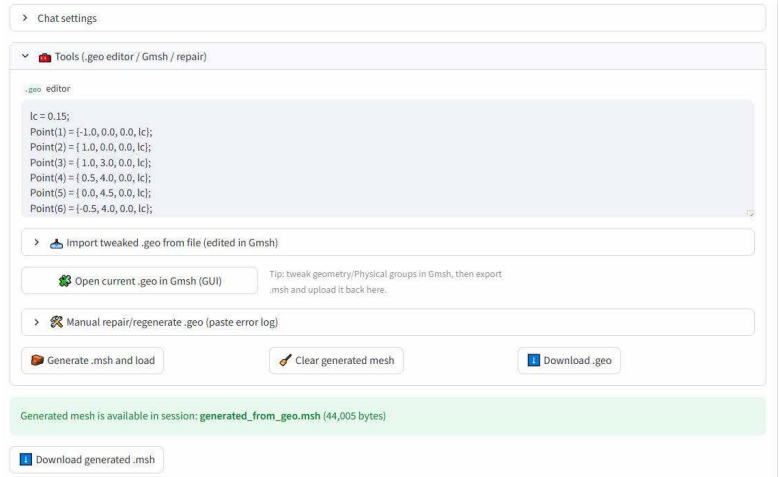 Chat settings
Tools (.geo editor / Gmsh / repair)
.geo editor
lc = 0.15;
Point(1) = {-1.0, 0.0, 0.0, lc};
Point(2) = { 1.0, 0.0, 0.0, lc};
Point(3) = { 1.0, 3.0, 0.0, lc};
Point(4) = { 0.5, 4.0, 0.0, lc};
Point(5) = { 0.0, 4.5, 0.0, lc};
Point(6) = {-0.5, 4.0, 0.0, lc};
Import tweaked .geo from file (edited in Gmsh)
Open current .geo in Gmsh (GUI)
Tip: tweak geometry/Physical groups in Gmsh, then export
.msh and upload it back here.
Manual repair/regenerate .geo (paste error log)
Generate .msh and load
Clear generated mesh
Download .geo
Generated mesh is available in session: generated_from_geo.msh (44,005 bytes)
Download generated .msh